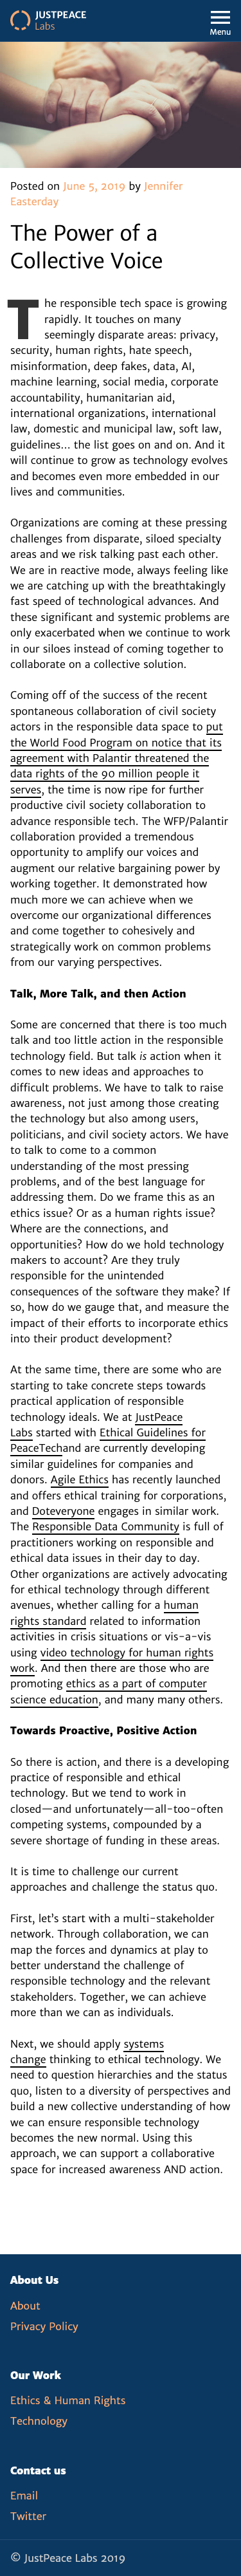 JUSTPEACE
Labs
Menu
Posted on June 5, 2019 by Jennifer
Easterday
The Power of a
Collective Voice
The responsible tech space is growing
rapidly. It touches on many
seemingly disparate areas: privacy,
security, human rights, hate speech,
misinformation, deep fakes, data, AI,
machine learning, social media, corporate
accountability, humanitarian aid,
international organizations, international
law, domestic and municipal law, soft law,
guidelines... the list goes on and on. And it
will continue to grow as technology evolves
and becomes even more embedded in our
lives and communities.
Organizations are coming at these pressing
challenges from disparate, siloed specialty
areas and we risk talking past each other.
We are in reactive mode, always feeling like
we are catching up with the breathtakingly
fast speed of technological advances. And
these significant and systemic problems are
only exacerbated when we continue to work
in our siloes instead of coming together to
collaborate on a collective solution.
Coming off of the success of the recent
spontaneous collaboration of civil society
actors in the responsible data space to put
the World Food Program on notice that its
agreement with Palantir threatened the
data rights of the 90 million people it
serves, the time is now ripe for further
productive civil society collaboration to
advance responsible tech. The WFP/Palantir
collaboration provided a tremendous
opportunity to amplify our voices and
augment our relative bargaining power by
working together. It demonstrated how
much more we can achieve when we
overcome our organizational differences
and come together to cohesively and
strategically work on common problems
from our varying perspectives.
Talk, More Talk, and then Action
Some are concerned that there is too much
talk and too little action in the responsible
technology field. But talk is action when it
comes to new ideas and approaches to
difficult problems. We have to talk to raise
awareness, not just among those creating
the technology but also among users,
politicians, and civil society actors. We have
to talk to come to a common
understanding of the most pressing
problems, and of the best language for
addressing them. Do we frame this as an
ethics issue? Or as a human rights issue?
Where are the connections, and
opportunities? How do we hold technology
makers to account? Are they truly
responsible for the unintended
consequences of the software they make? If
so, how do we gauge that, and measure the
impact of their efforts to incorporate ethics
into their product development?
At the same time, there are some who are
starting to take concrete steps towards
practical application of responsible
technology ideals. We at JustPeace
Labs started with Ethical Guidelines for
PeaceTechand are currently developing
similar guidelines for companies and
donors. Agile Ethics has recently launched
and offers ethical training for corporations,
and Doteveryone engages in similar work.
The Responsible Data Community is full of
practitioners working on responsible and
ethical data issues in their day to day.
Other organizations are actively advocating
for ethical technology through different
avenues, whether calling for a human
rights standard related to information
activities in crisis situations or vis-a-vis
using video technology for human rights
work. And then there are those who are
promoting ethics as a part of computer
science education, and many many others.
Towards Proactive, Positive Action
So there is action, and there is a developing
practice of responsible and ethical
technology. But we tend to work in
closed—and unfortunately—all-too-often
competing systems, compounded by a
severe shortage of funding in these areas.
It is time to challenge our current
approaches and challenge the status quo.
First, let's start with a multi-stakeholder
network. Through collaboration, we can
map the forces and dynamics at play to
better understand the challenge of
responsible technology and the relevant
stakeholders. Together, we can achieve
more than we can as individuals.
Next, we should apply systems
change thinking to ethical technology. We
need to question hierarchies and the status
quo, listen to a diversity of perspectives and
build a new collective understanding of how
we can ensure responsible technology
becomes the new normal. Using this
approach, we can support a collaborative
space for increased awareness AND action.
About Us
About
Privacy Policy
Our Work
Ethics & Human Rights
Technology
Contact us
Email
Twitter
© JustPeace Labs 2019